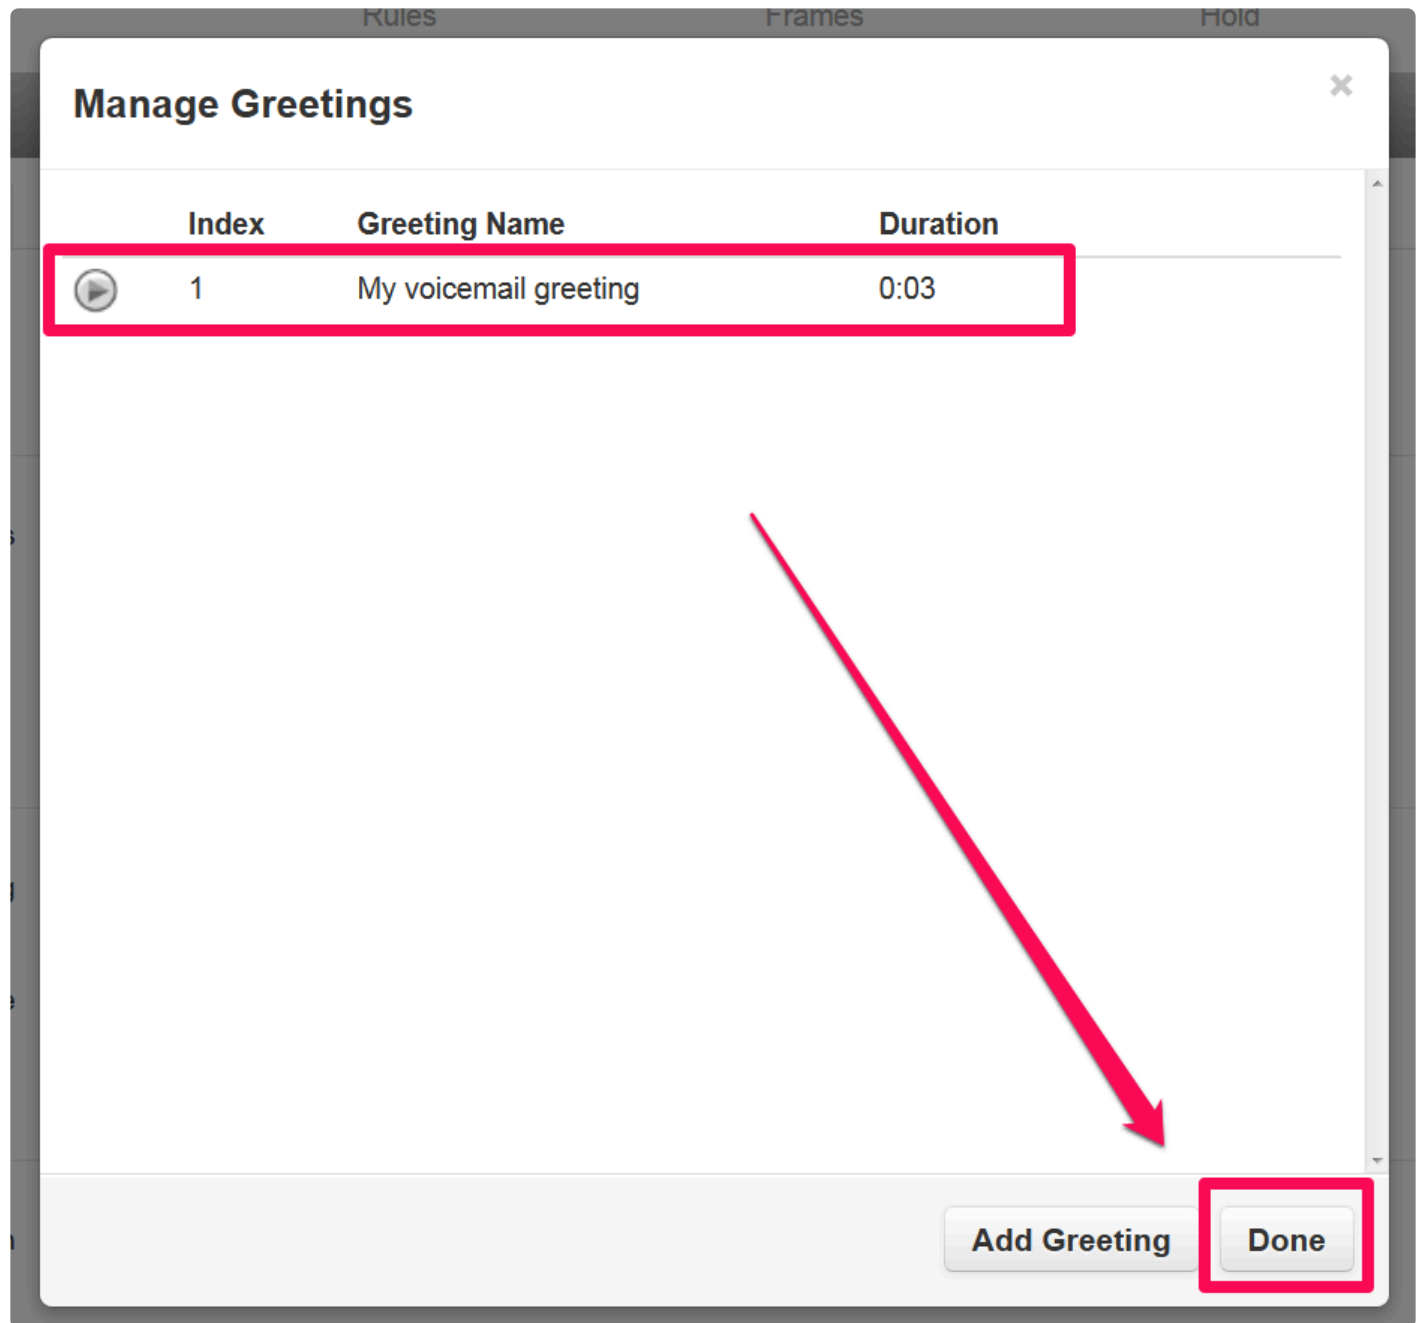 Rules Frames Hold
Manage Greetings
Index Greeting Name Duration
1 My voicemail greeting 0:03
Add Greeting Done